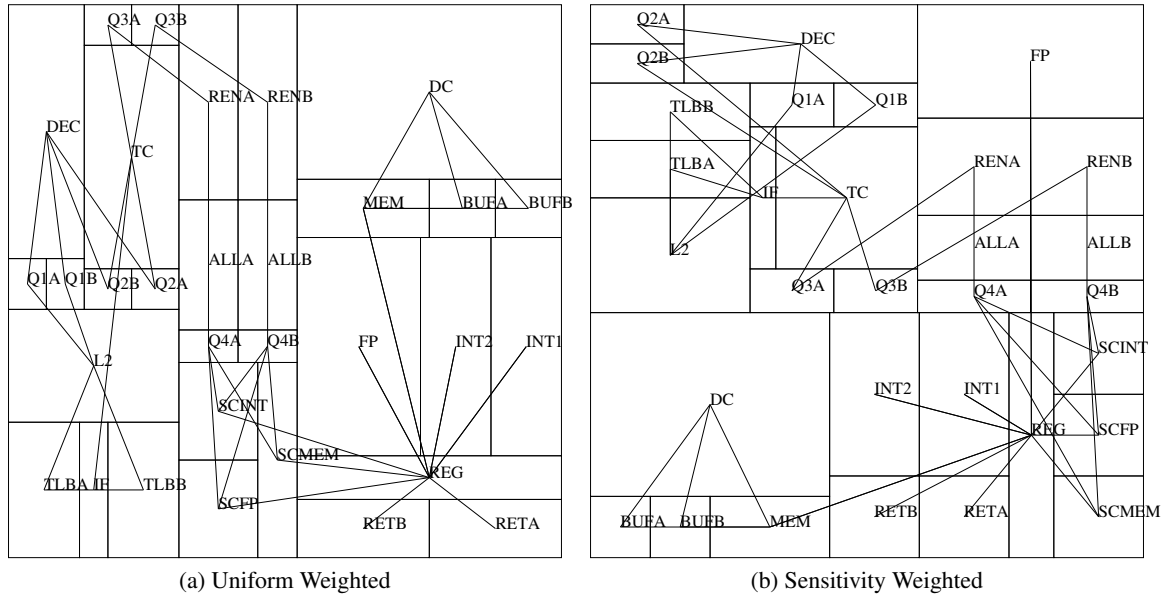 Q3A Q3B
DC
RENA RENB
DEC
TC
MEM BUFA BUFB
ALLA ALLB
Q1A Q1B Q2B Q2A
Q4A Q4B FP INT2 INT1
L2
SCINT
SCMEM
REG
TLBA IF TLBB
SCFP
RETB RETA
(a) Uniform Weighted
Q2A
DEC
Q2B
FP
TLBB Q1A Q1B
TLBA
RENA RENB
IF TC
L2
ALLA ALLB
Q3A Q3B
Q4A Q4B
SCINT
INT2 INT1
DC
REG SCFP
BUFA BUFB MEM
RETB RETA SCMEM
(b) Sensitivity Weighted